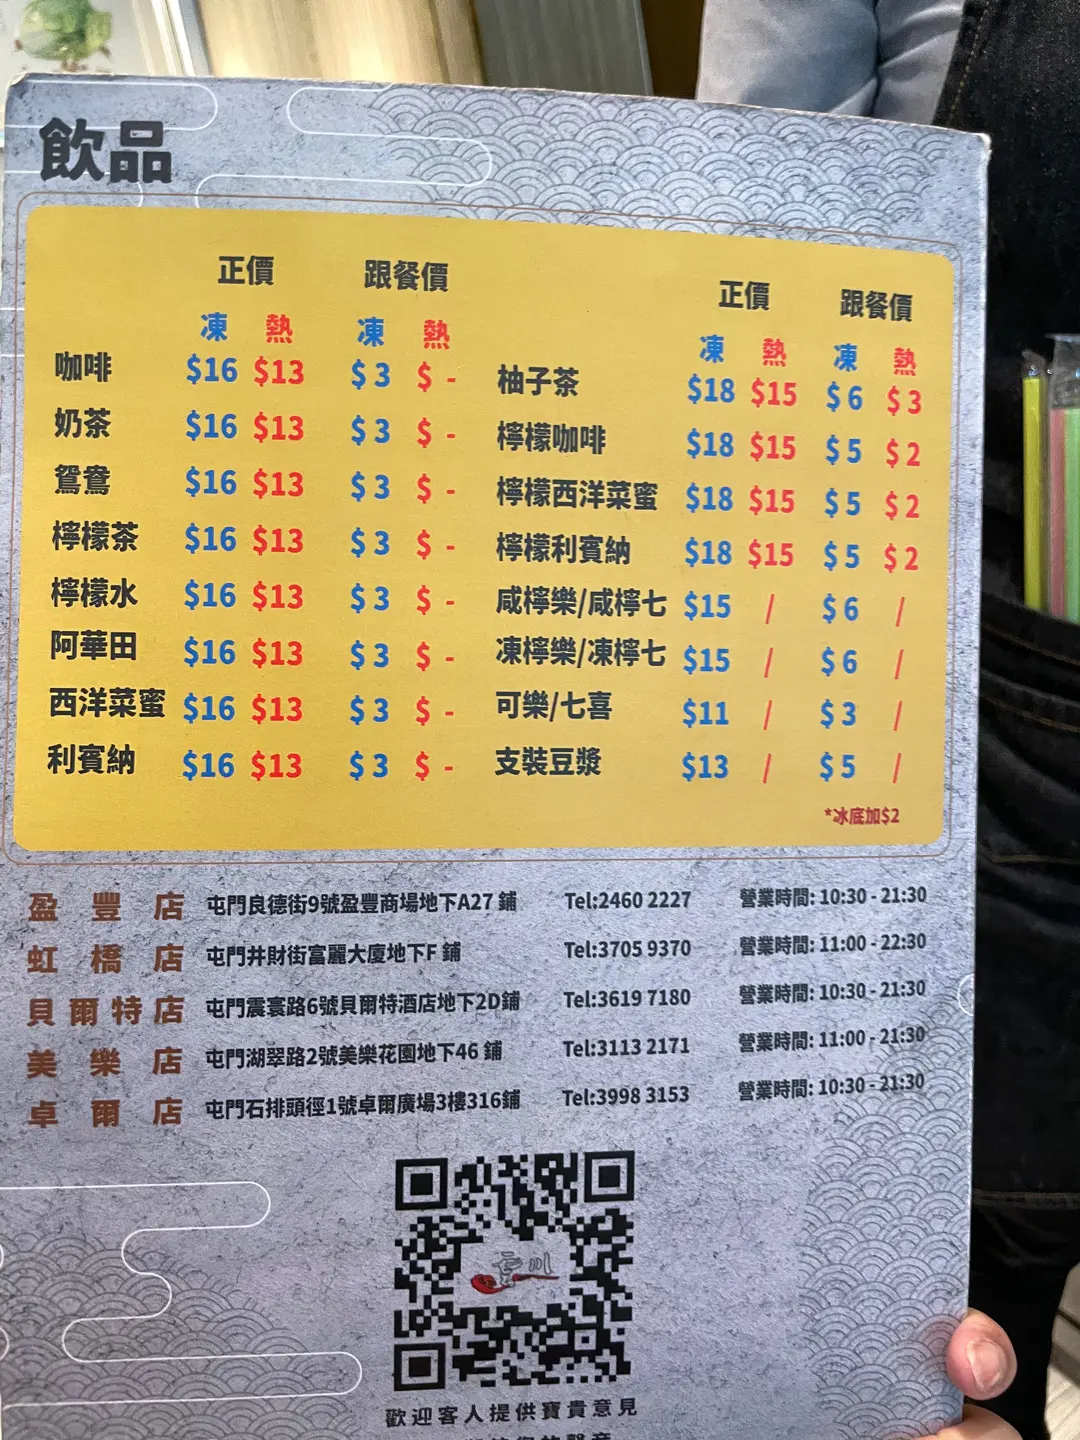 飲品
正價 跟餐價
凍 熱 凍 熱
咖啡 $16 $13 $3 $ -
奶茶 $16 $13 $3 $ -
鴛鴦 $16 $13 $3 $ -
檸檬茶 $16 $13 $3 $ -
檸檬水 $16 $13 $3 $ -
阿華田 $16 $13 $3 $ -
西洋菜蜜 $16 $13 $3 $ -
利賓納 $16 $13 $3 $ -
正價 跟餐價
凍 熱 凍 熱
柚子茶 $18 $15 $6 $3
檸檬咖啡 $18 $15 $5 $2
檸檬西洋菜蜜 $18 $15 $5 $2
檸檬利賓納 $18 $15 $5 $2
咸檸樂/咸檸七 $15 / $6 /
凍檸樂/凍檸七 $15 / $6 /
可樂/七喜 $11 / $3 /
支裝豆漿 $13 / $5 /
*冰底加$2
盈豐店 屯門良德街9號盈豐商場地下A27 鋪 Tel:2460 2227 營業時間: 10:30 - 21:30
虹橋店 屯門井財街富麗大廈地下F 鋪 Tel:3705 9370 營業時間: 11:00 - 22:30
貝爾特店 屯門震寰路6號貝爾特酒店地下2D鋪 Tel:3619 7180 營業時間: 10:30 - 21:30
美樂店 屯門湖翠路2號美樂花園地下46 鋪 Tel:3113 2171 營業時間: 11:00 - 21:30
卓爾店 屯門石排頭徑1號卓爾廣場3樓316鋪 Tel:3998 3153 營業時間: 10:30 - 21:30
歡迎客人提供寶貴意見